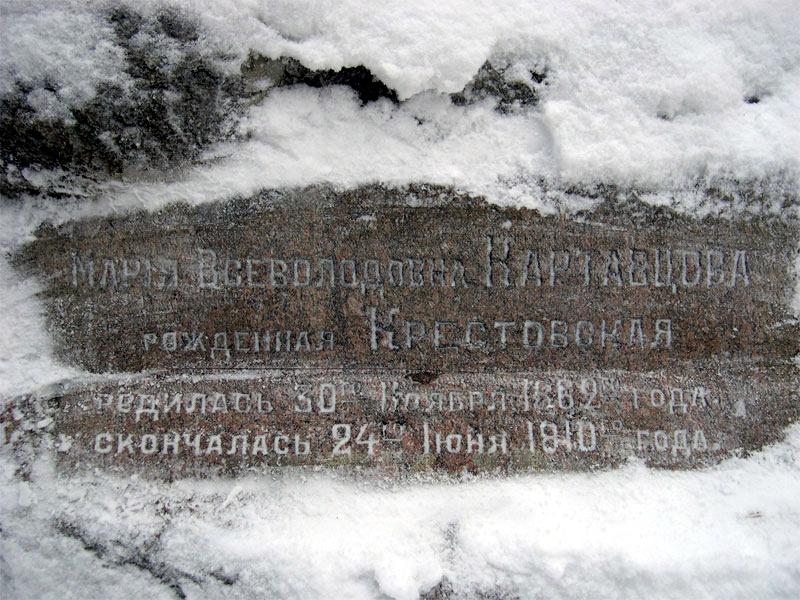 Марія Всеволодовна Картавцова
рожденная Крестовская
родилась 30го Ноября 1862го года
скончалась 24го Іюня 1910го года.